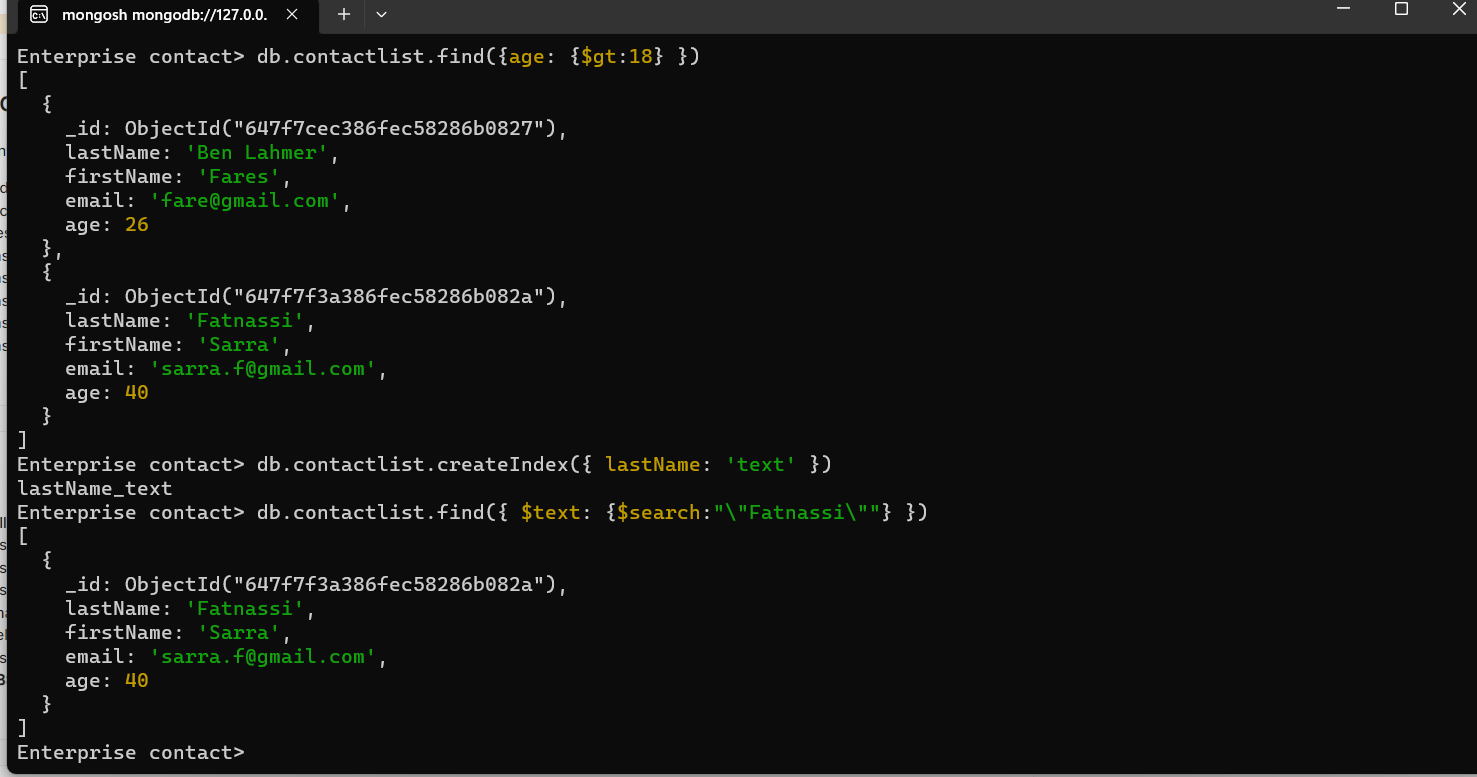 mongosh mongodb://127.0.0.
Enterprise contact> db.contactlist.find({age: {$gt:18} })
[
  {
    _id: ObjectId("647f7cec386fec58286b0827"),
    lastName: 'Ben Lahmer',
    firstName: 'Fares',
    email: 'fare@gmail.com',
    age: 26
  },
  {
    _id: ObjectId("647f7f3a386fec58286b082a"),
    lastName: 'Fatnassi',
    firstName: 'Sarra',
    email: 'sarra.f@gmail.com',
    age: 40
  }
]
Enterprise contact> db.contactlist.createIndex({ lastName: 'text' })
lastName_text
Enterprise contact> db.contactlist.find({ $text: {$search:"\"Fatnassi\""} })
[
  {
    _id: ObjectId("647f7f3a386fec58286b082a"),
    lastName: 'Fatnassi',
    firstName: 'Sarra',
    email: 'sarra.f@gmail.com',
    age: 40
  }
]
Enterprise contact>